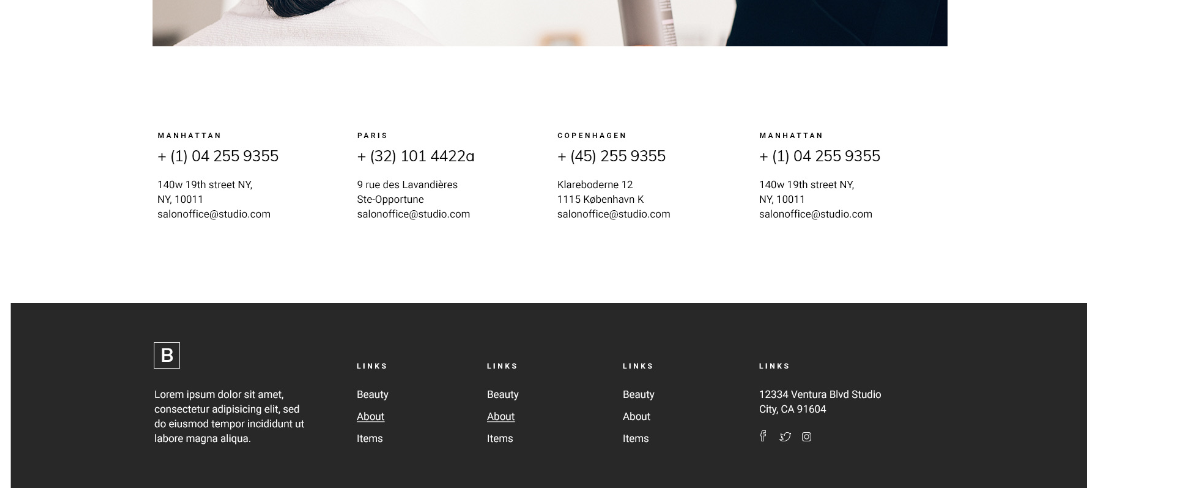 MANHATTAN
+ (1) 04 255 9355
140w 19th street NY,
NY, 10011
salonoffice@studio.com
PARIS
+ (32) 101 4422a
9 rue des Lavandières
Ste-Opportune
salonoffice@studio.com
COPENHAGEN
+ (45) 255 9355
Klareboderne 12
1115 København K
salonoffice@studio.com
MANHATTAN
+ (1) 04 255 9355
140w 19th street NY,
NY, 10011
salonoffice@studio.com
B
Lorem ipsum dolor sit amet,
consectetur adipisicing elit, sed
do eiusmod tempor incididunt ut
labore magna aliqua.
LINKS
Beauty
About
Items
LINKS
Beauty
About
Items
LINKS
Beauty
About
Items
LINKS
12334 Ventura Blvd Studio
City, CA 91604